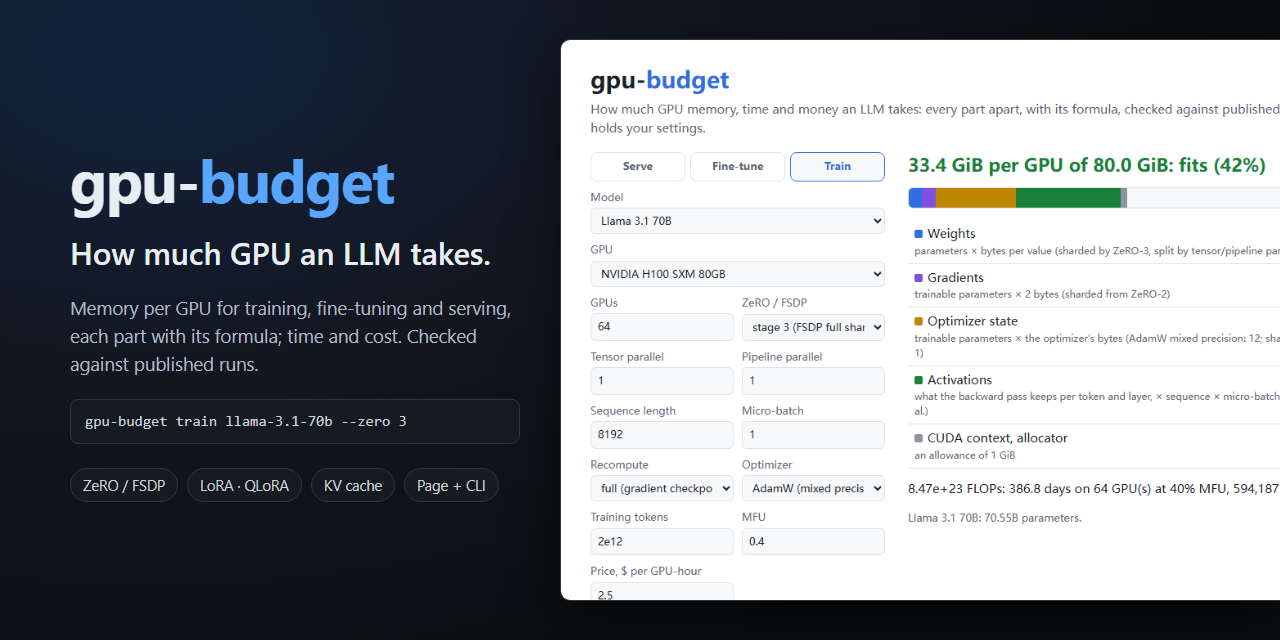 gpu-budget
How much GPU an LLM takes.
Memory per GPU for training, fine-tuning and serving,
each part with its formula; time and cost. Checked
against published runs.
gpu-budget train llama-3.1-70b --zero 3
ZeRO / FSDP
LoRA · QLoRA
KV cache
Page + CLI
gpu-budget
How much GPU memory, time and money an LLM takes: every part apart, with its formula, checked against published
holds your settings.
Serve
Fine-tune
Train
Model
Llama 3.1 70B
GPU
NVIDIA H100 SXM 80GB
GPUs
ZeRO / FSDP
64
stage 3 (FSDP full shar
Tensor parallel
Pipeline parallel
1
1
Sequence length
Micro-batch
8192
1
Recompute
Optimizer
full (gradient checkpo
AdamW (mixed precis
Training tokens
MFU
2e12
0.4
Price, $ per GPU-hour
2.5
33.4 GiB per GPU of 80.0 GiB: fits (42%)
Weights
parameters × bytes per value (sharded by ZeRO-3, split by tensor/pipeline
Gradients
trainable parameters × 2 bytes (sharded from ZeRO-2)
Optimizer state
trainable parameters × the optimizer's bytes (AdamW mixed precision: 12;
1)
Activations
what the backward pass keeps per token and layer, × sequence × micro-batch
al.)
CUDA context, allocator
an allowance of 1 GiB
8.47e+23 FLOPs: 386.8 days on 64 GPU(s) at 40% MFU, 594,187
Llama 3.1 70B: 70.55B parameters.